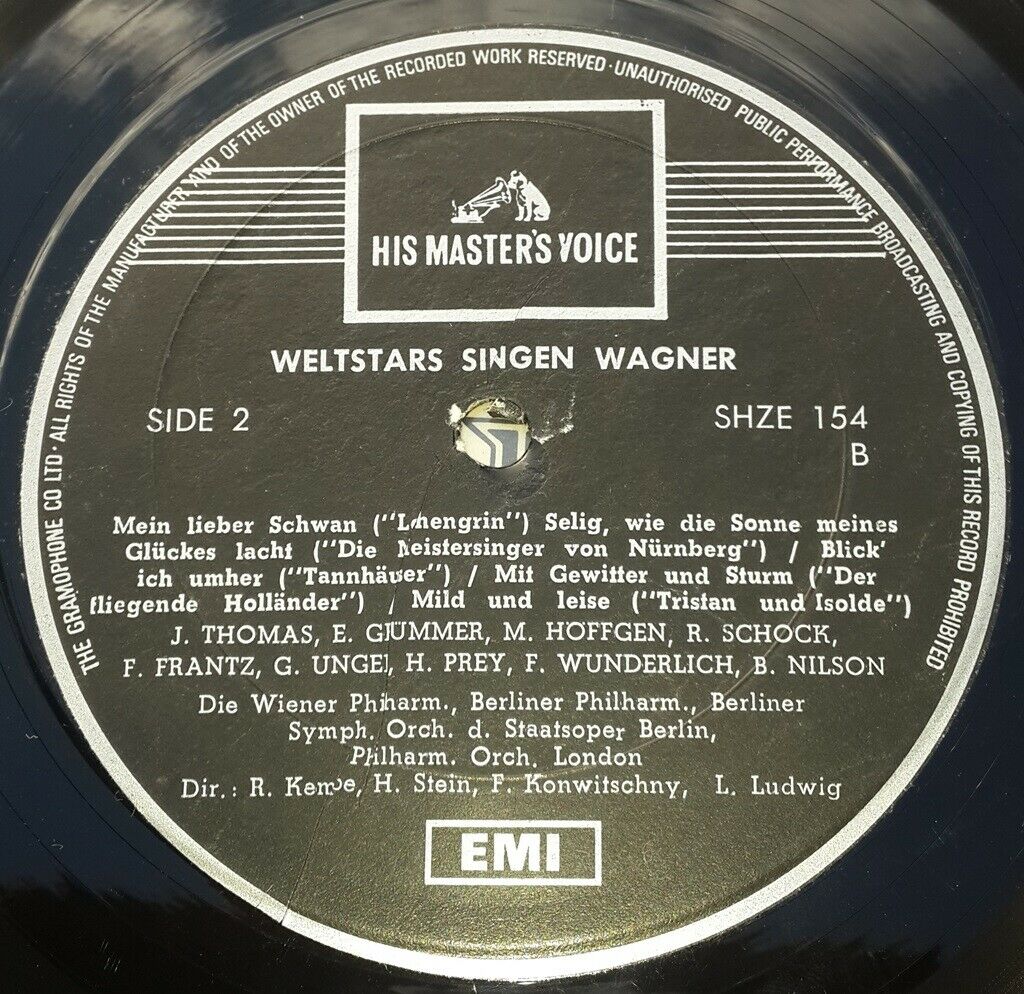 THE GRAMOPHONE CO LTD · ALL RIGHTS OF THE MANUFACTURER AND OF THE OWNER OF THE RECORDED WORK RESERVED · UNAUTHORISED PUBLIC PERFORMANCE BROADCASTING AND COPYING OF THIS RECORD PROHIBITED
HIS MASTER'S VOICE
WELTSTARS SINGEN WAGNER
SIDE 2 SHZE 154
B
Mein lieber Schwan ("Lohengrin") Selig, wie die Sonne meines
Glückes lacht ("Die Meistersinger von Nürnberg") / Blick'
ich umher ("Tannhäuser") / Mit Gewitter und Sturm ("Der
fliegende Holländer") / Mild und leise ("Tristan und Isolde")
J. THOMAS, E. GRÜMMER, M. HÖFFGEN, R. SCHOCK,
F. FRANTZ, G. UNGER, H. PREY, F. WUNDERLICH, B. NILSON
Die Wiener Philharm., Berliner Philharm., Berliner
Symph. Orch. d. Staatsoper Berlin,
Philharm. Orch. London
Dir.: R. Kempe, H. Stein, F. Konwitschny, L. Ludwig
EMI